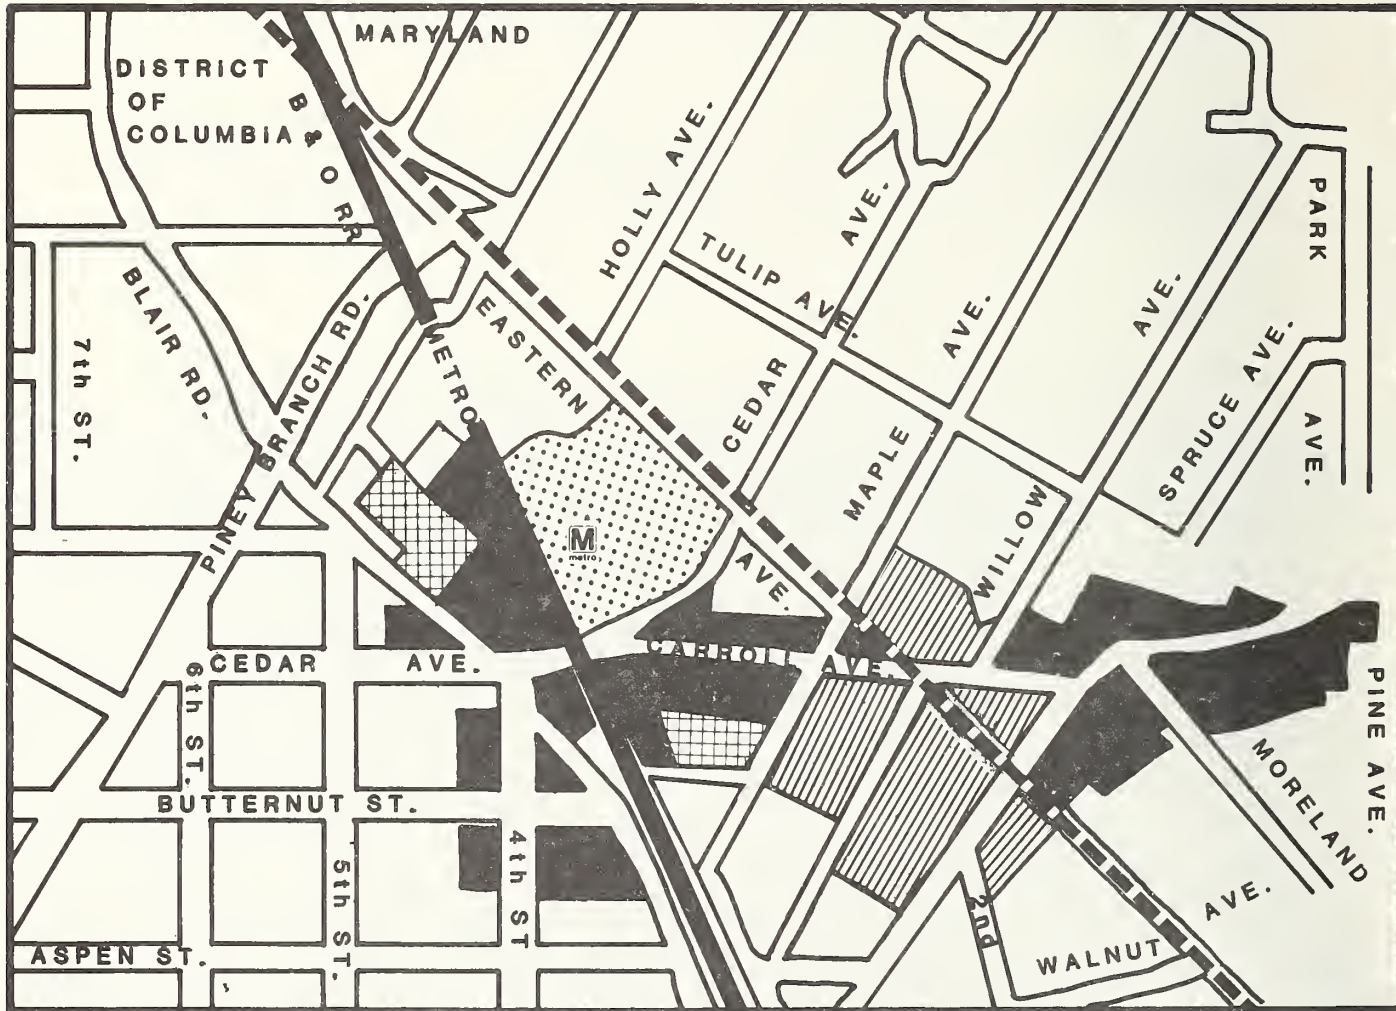 MARYLAND
DISTRICT
OF
COLUMBIA
B & O RR
HOLLY AVE.
TULIP AVE.
AVE.
AVE.
AVE.
PARK
AVE.
SPRUCE AVE.
BLAIR RD.
7th ST.
PINEY BRANCH RD.
METRO
EASTERN
AVE.
CEDAR
MAPLE
WILLOW
M
metro
CARROLL AVE.
CEDAR AVE.
6th ST.
BUTTERNUT ST.
5th ST.
4th ST
ASPEN ST.
2nd
WALNUT
AVE.
MORELAND
PINE AVE.